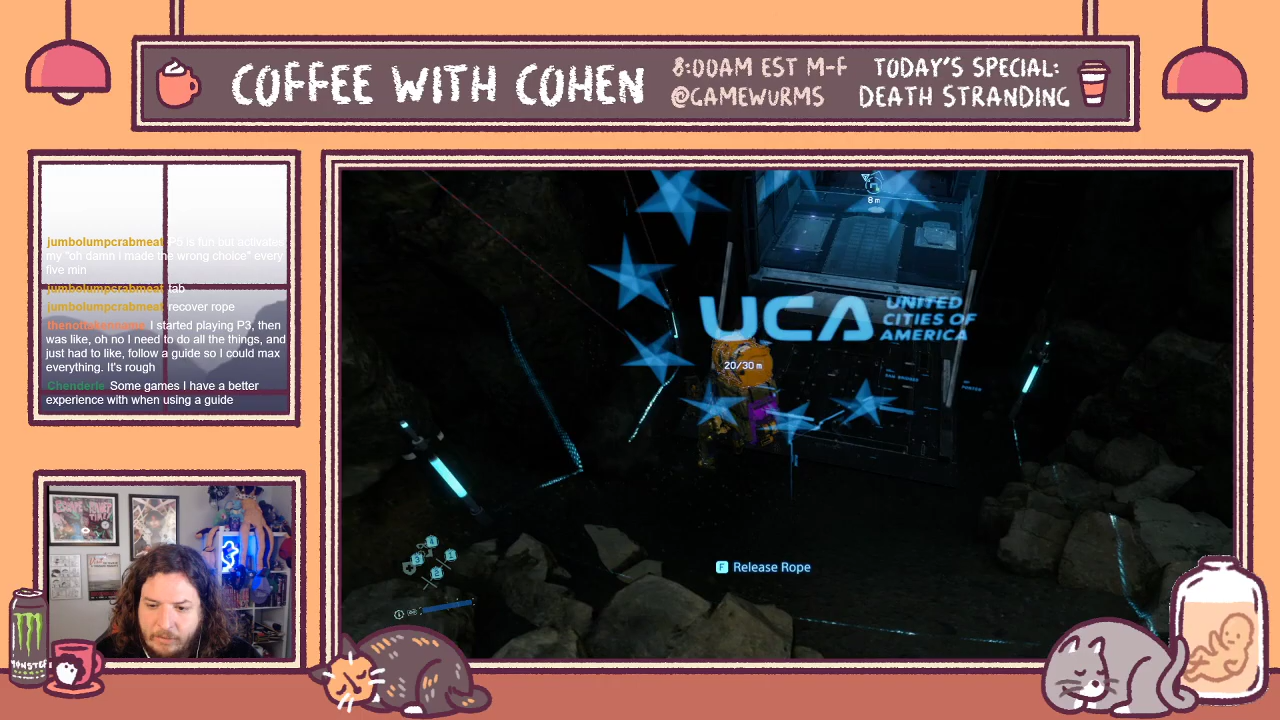 COFFEE WITH COHEN
8:00AM EST M-F
@GAMEWURMS
TODAY'S SPECIAL:
DEATH STRANDING
jumbolumpcrabmeat P5 is fun but activates
my "oh damn i made the wrong choice" every
five min
jumbolumpcrabmeat tab
jumbolumpcrabmeat recover rope
I started playing P3, then
was like, oh no I need to do all the things, and
just had to like, follow a guide so I could max
everything. It's rough
Chenderle Some games I have a better
experience with when using a guide
8 m
UCA
UNITED
CITIES OF
AMERICA
20/30 m
F Release Rope
MONSTER